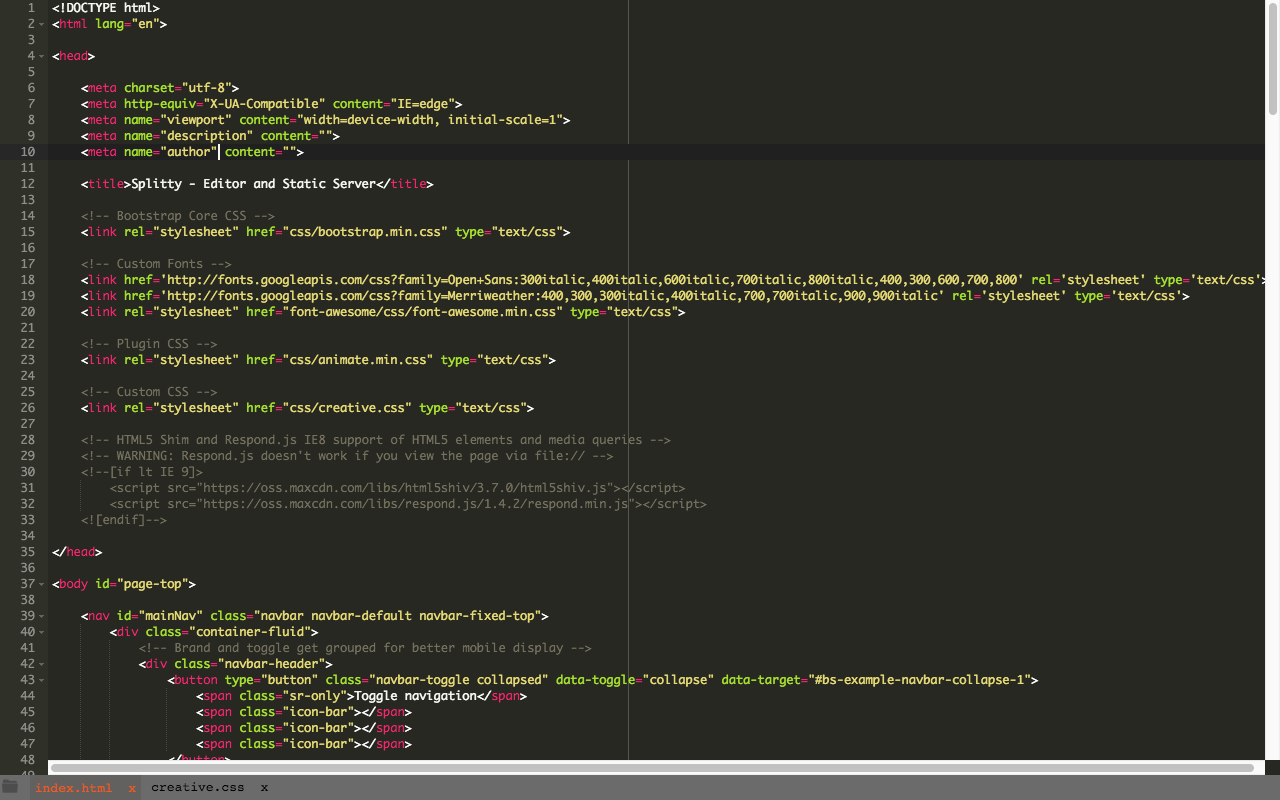 1 <!DOCTYPE html>
2 <html lang="en">
3
4 <head>
5
6 <meta charset="utf-8">
7 <meta http-equiv="X-UA-Compatible" content="IE=edge">
8 <meta name="viewport" content="width=device-width, initial-scale=1">
9 <meta name="description" content="">
10 <meta name="author" content="">
11
12 <title>Splitty - Editor and Static Server</title>
13
14 <!-- Bootstrap Core CSS -->
15 <link rel="stylesheet" href="css/bootstrap.min.css" type="text/css">
16
17 <!-- Custom Fonts -->
18 <link href='http://fonts.googleapis.com/css?family=Open+Sans:300italic,400italic,600italic,700italic,800italic,400,300,600,700,800' rel='stylesheet' type='text/css'>
19 <link href='http://fonts.googleapis.com/css?family=Merriweather:400,300,300italic,400italic,700,700italic,900,900italic' rel='stylesheet' type='text/css'>
20 <link rel="stylesheet" href="font-awesome/css/font-awesome.min.css" type="text/css">
21
22 <!-- Plugin CSS -->
23 <link rel="stylesheet" href="css/animate.min.css" type="text/css">
24
25 <!-- Custom CSS -->
26 <link rel="stylesheet" href="css/creative.css" type="text/css">
27
28 <!-- HTML5 Shim and Respond.js IE8 support of HTML5 elements and media queries -->
29 <!-- WARNING: Respond.js doesn't work if you view the page via file:// -->
30 <!--[if lt IE 9]>
31 <script src="https://oss.maxcdn.com/libs/html5shiv/3.7.0/html5shiv.js"></script>
32 <script src="https://oss.maxcdn.com/libs/respond.js/1.4.2/respond.min.js"></script>
33 <![endif]-->
34
35 </head>
36
37 <body id="page-top">
38
39 <nav id="mainNav" class="navbar navbar-default navbar-fixed-top">
40 <div class="container-fluid">
41 <!-- Brand and toggle get grouped for better mobile display -->
42 <div class="navbar-header">
43 <button type="button" class="navbar-toggle collapsed" data-toggle="collapse" data-target="#bs-example-navbar-collapse-1">
44 <span class="sr-only">Toggle navigation</span>
45 <span class="icon-bar"></span>
46 <span class="icon-bar"></span>
47 <span class="icon-bar"></span>
48 </button>
49
index.html x creative.css x